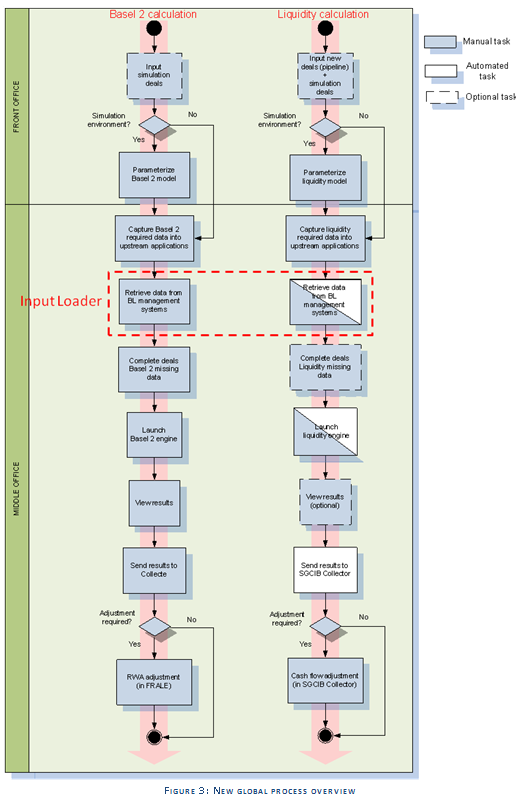 Basel 2 calculation
Liquidity calculation
Manual task
Automated
task
Optional task
FRONT OFFICE
Input
simulation
deals
Input new
deals (pipeline)
+
simulation
deals
Simulation
environment?
No
Yes
Simulation
environment?
No
Yes
Parameterize
Basel 2 model
Parameterize
liquidity model
MIDDLE OFFICE
Capture Basel 2
required data into
upstream applications
Capture liquidity
required data into
upstream applications
Input Loader
Retrieve data from
BL management
systems
Retrieve data
from BL
management
systems
Complete deals
Basel 2 missing
data
Complete deals
Liquidity missing
data
Launch
Basel 2 engine
Launch
liquidity engine
View results
View results
(optional)
Send results to
Collecte
Send results to
SGCIB Collector
Adjustment
required?
No
Yes
Adjustment
required?
No
Yes
RWA adjustment
(in FRALE)
Cash flow adjustment
(in SGCIB Collector)
FIGURE 3: NEW GLOBAL PROCESS OVERVIEW